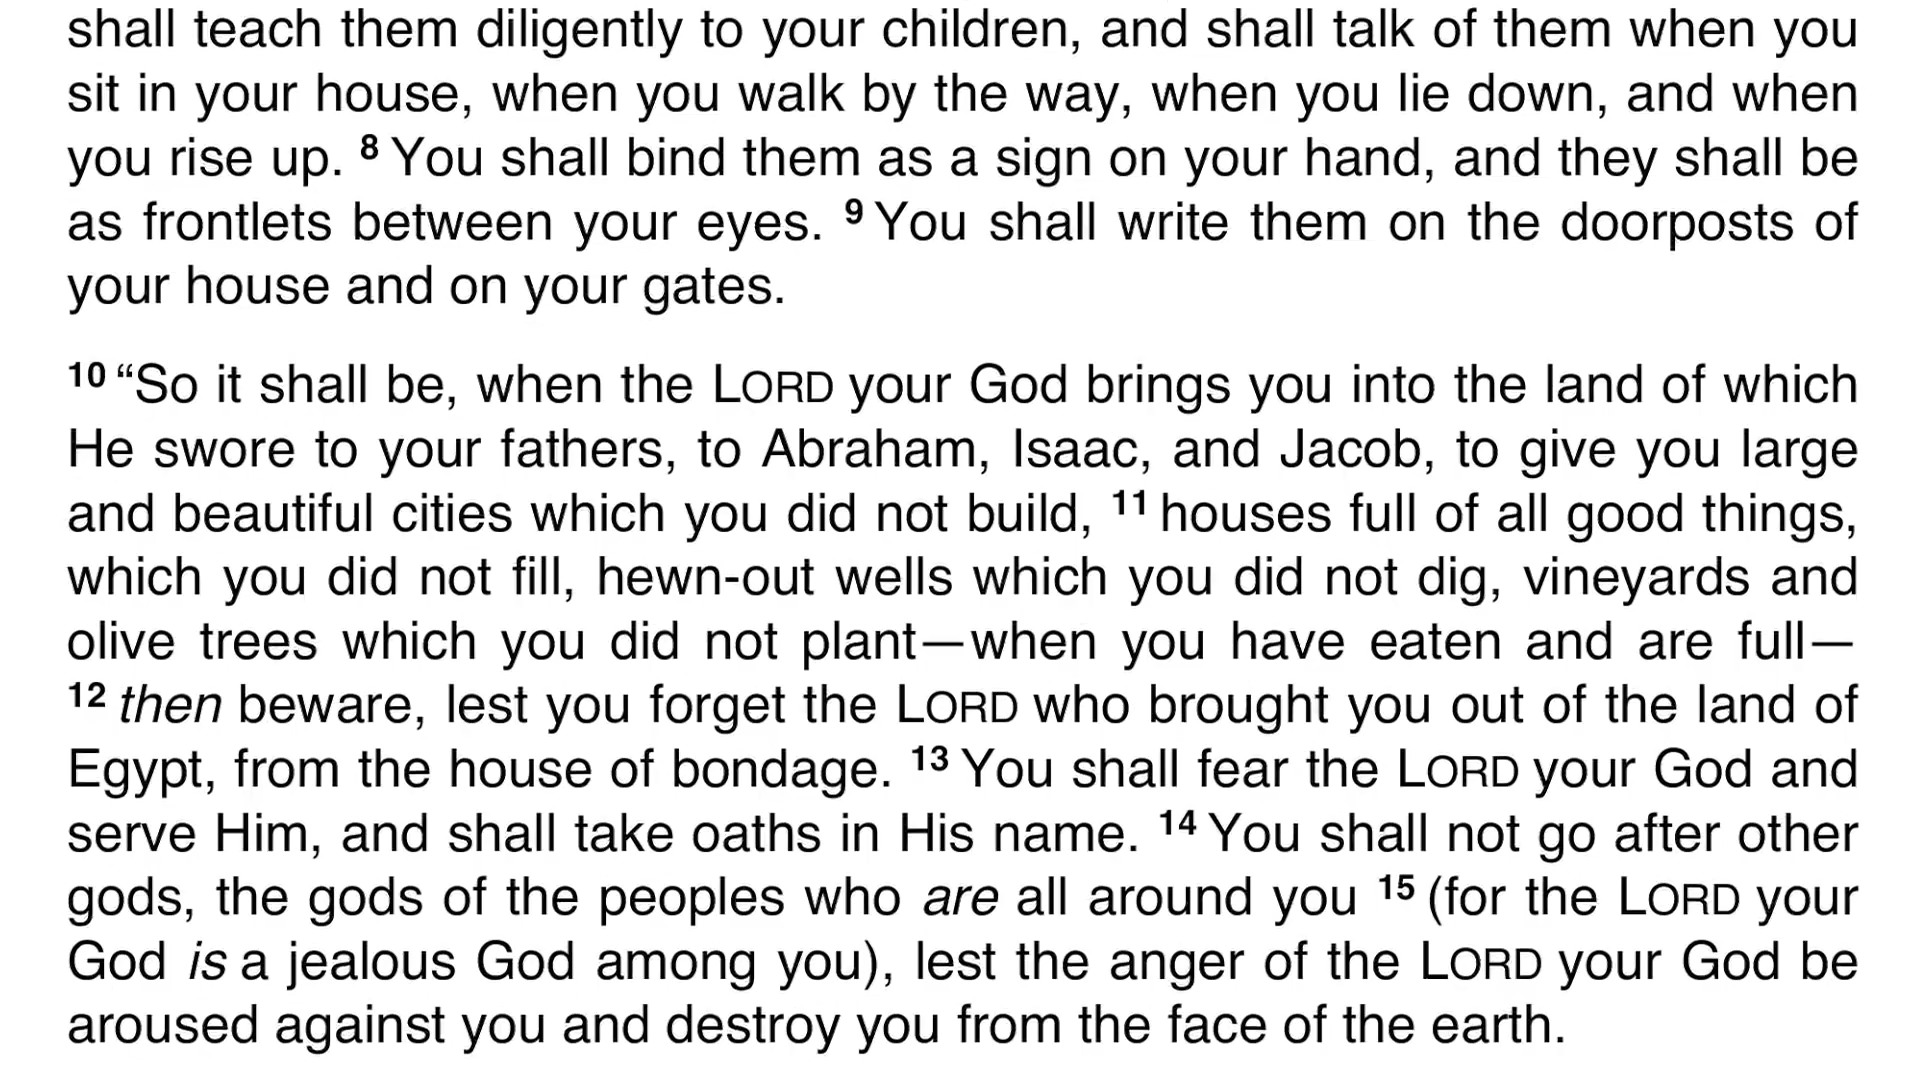 shall teach them diligently to your children, and shall talk of them when you
sit in your house, when you walk by the way, when you lie down, and when
you rise up. 8 You shall bind them as a sign on your hand, and they shall be
as frontlets between your eyes. 9 You shall write them on the doorposts of
your house and on your gates.
10 “So it shall be, when the LORD your God brings you into the land of which
He swore to your fathers, to Abraham, Isaac, and Jacob, to give you large
and beautiful cities which you did not build, 11 houses full of all good things,
which you did not fill, hewn-out wells which you did not dig, vineyards and
olive trees which you did not plant—when you have eaten and are full—
12 then beware, lest you forget the LORD who brought you out of the land of
Egypt, from the house of bondage. 13 You shall fear the LORD your God and
serve Him, and shall take oaths in His name. 14 You shall not go after other
gods, the gods of the peoples who are all around you 15 (for the LORD your
God is a jealous God among you), lest the anger of the LORD your God be
aroused against you and destroy you from the face of the earth.